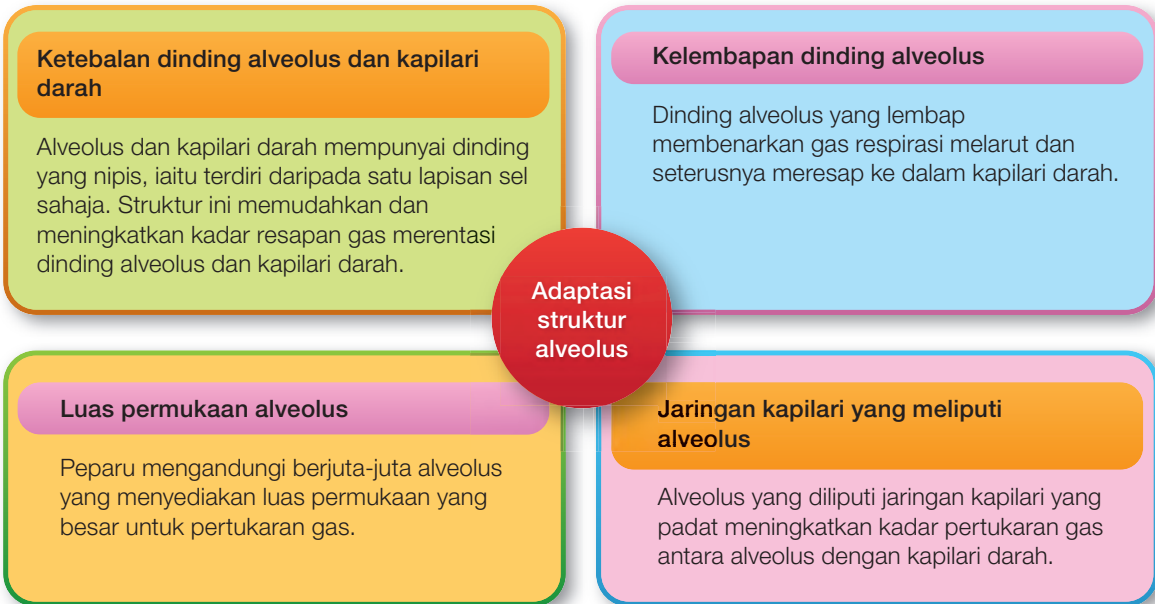 Ketebalan dinding alveolus dan kapilari
darah
Alveolus dan kapilari darah mempunyai dinding
yang nipis, iaitu terdiri daripada satu lapisan sel
sahaja. Struktur ini memudahkan dan
meningkatkan kadar resapan gas merentasi
dinding alveolus dan kapilari darah.
Kelembapan dinding alveolus
Dinding alveolus yang lembap
membenarkan gas respirasi melarut dan
seterusnya meresap ke dalam kapilari darah.
Adaptasi
struktur
alveolus
Luas permukaan alveolus
Peparu mengandungi berjuta-juta alveolus
yang menyediakan luas permukaan yang
besar untuk pertukaran gas.
Jaringan kapilari yang meliputi
alveolus
Alveolus yang diliputi jaringan kapilari yang
padat meningkatkan kadar pertukaran gas
antara alveolus dengan kapilari darah.